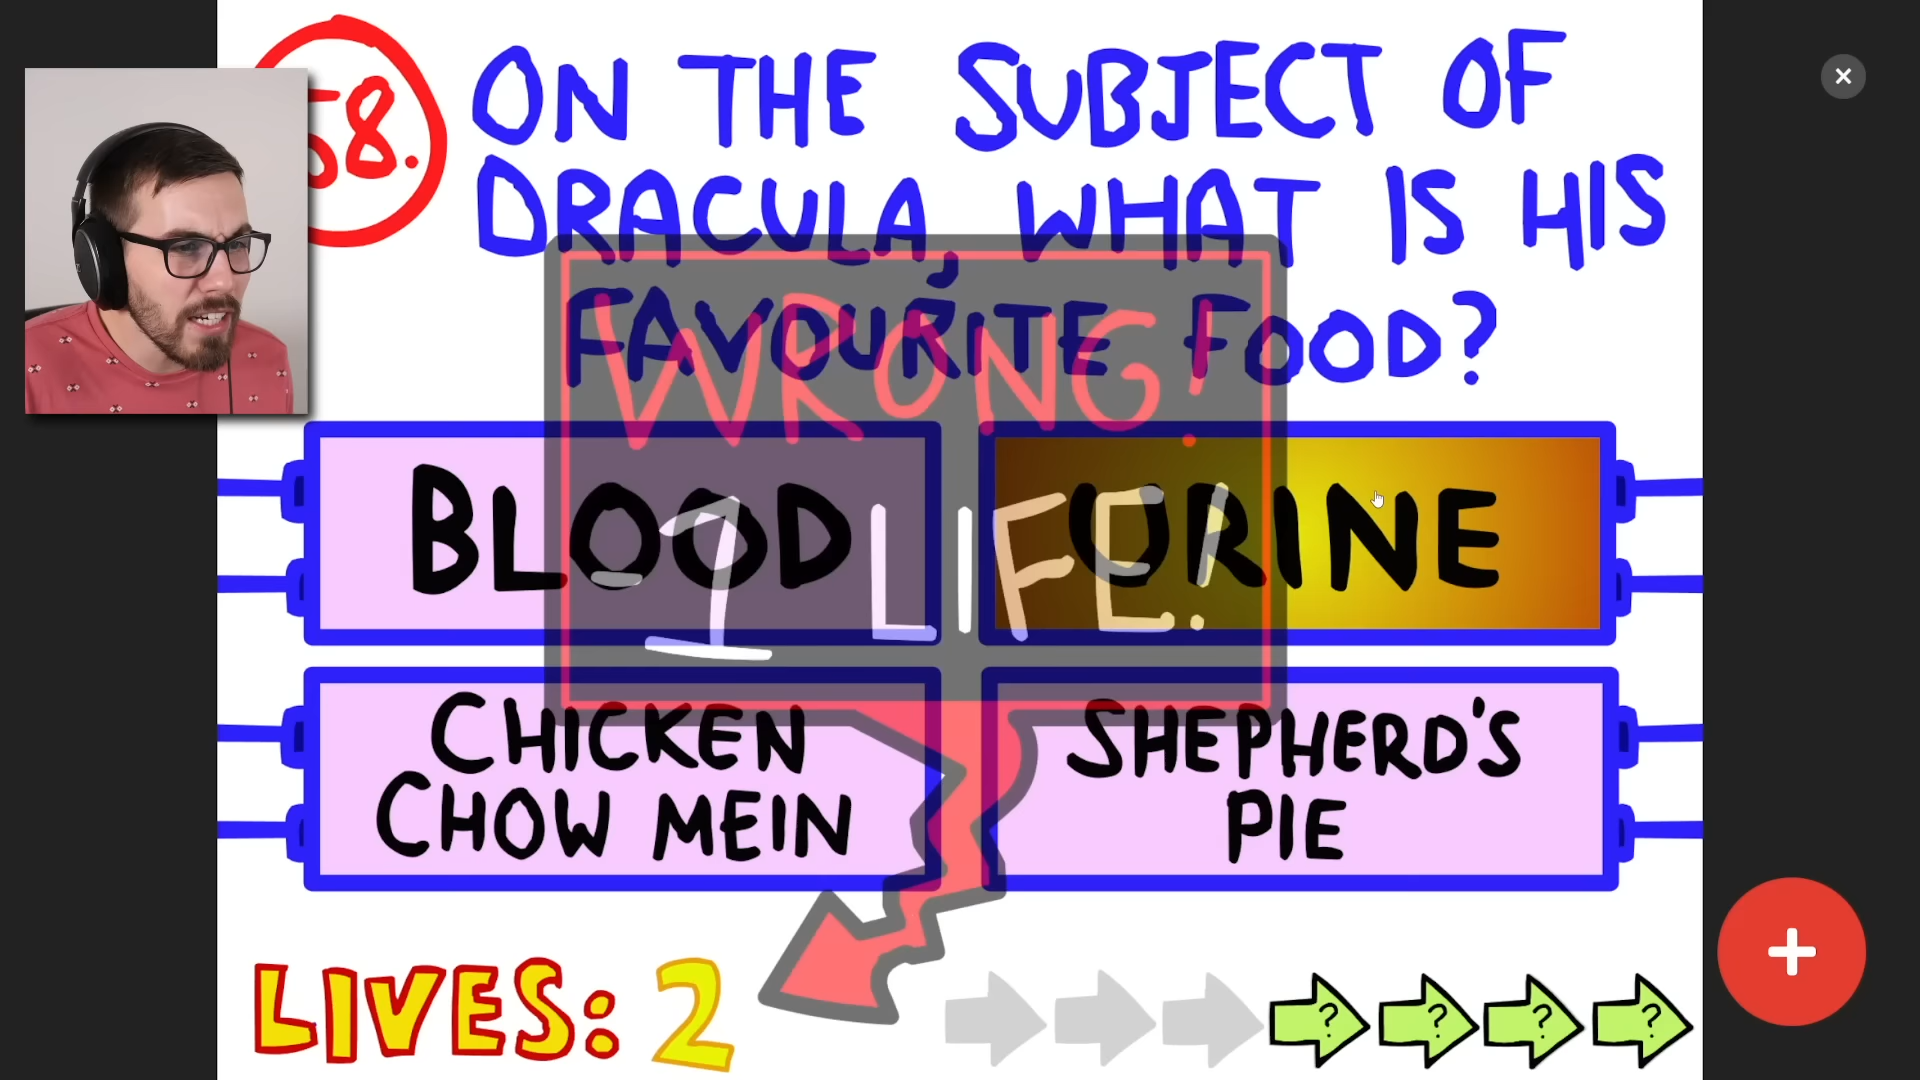 58.
ON THE SUBJECT OF
DRACULA, WHAT IS HIS
FAVOURITE FOOD?
WRONG!
-1 LIFE!
BLOOD
URINE
CHICKEN
CHOW MEIN
SHEPHERD'S
PIE
LIVES: 2
? ? ? ?